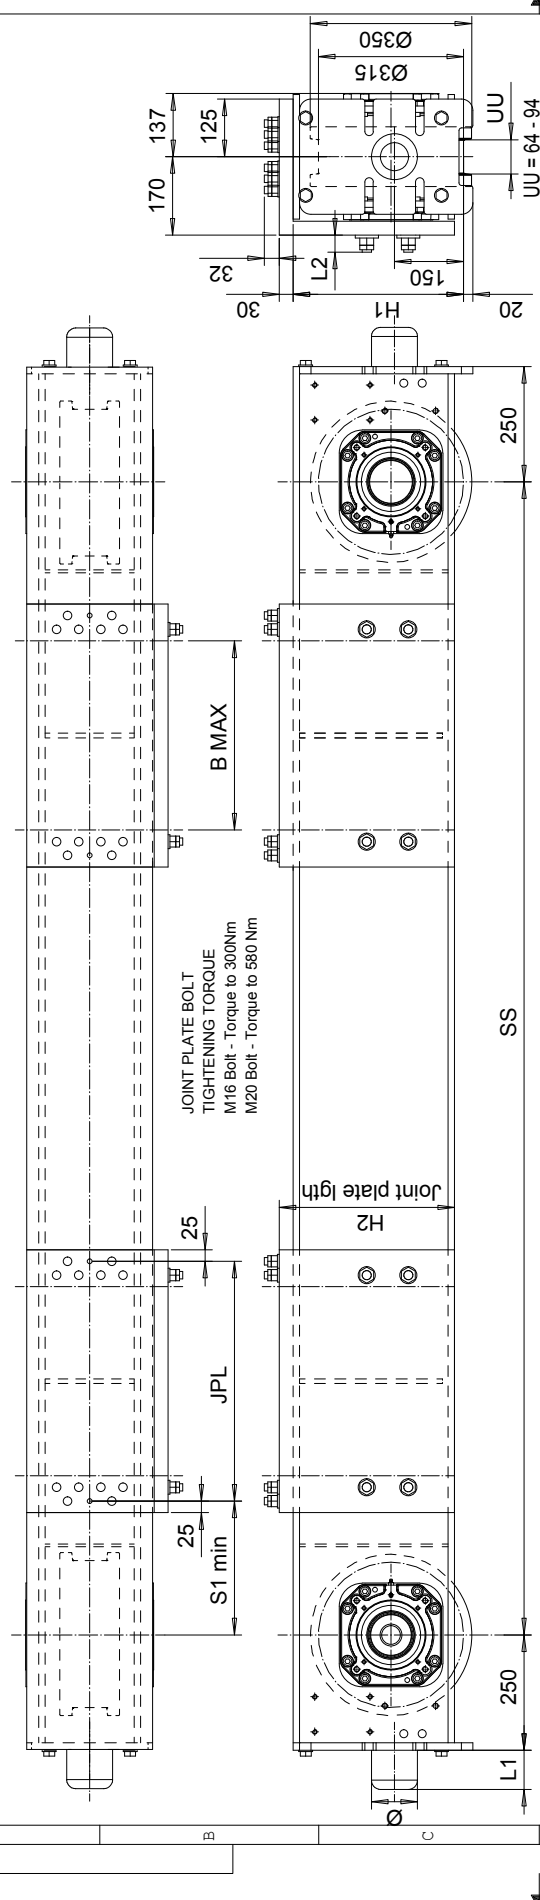 Ø350
Ø315
137
125
170
UU
UU = 64 - 94
32
L2
150
30
H1
20
250
B MAX
JOINT PLATE BOLT
TIGHTENING TORQUE
M16 Bolt - Torque to 300Nm
M20 Bolt - Torque to 580 Nm
SS
Joint plate lgth
H2
25
JPL
25
S1 min
250
L1
Ø
B
C